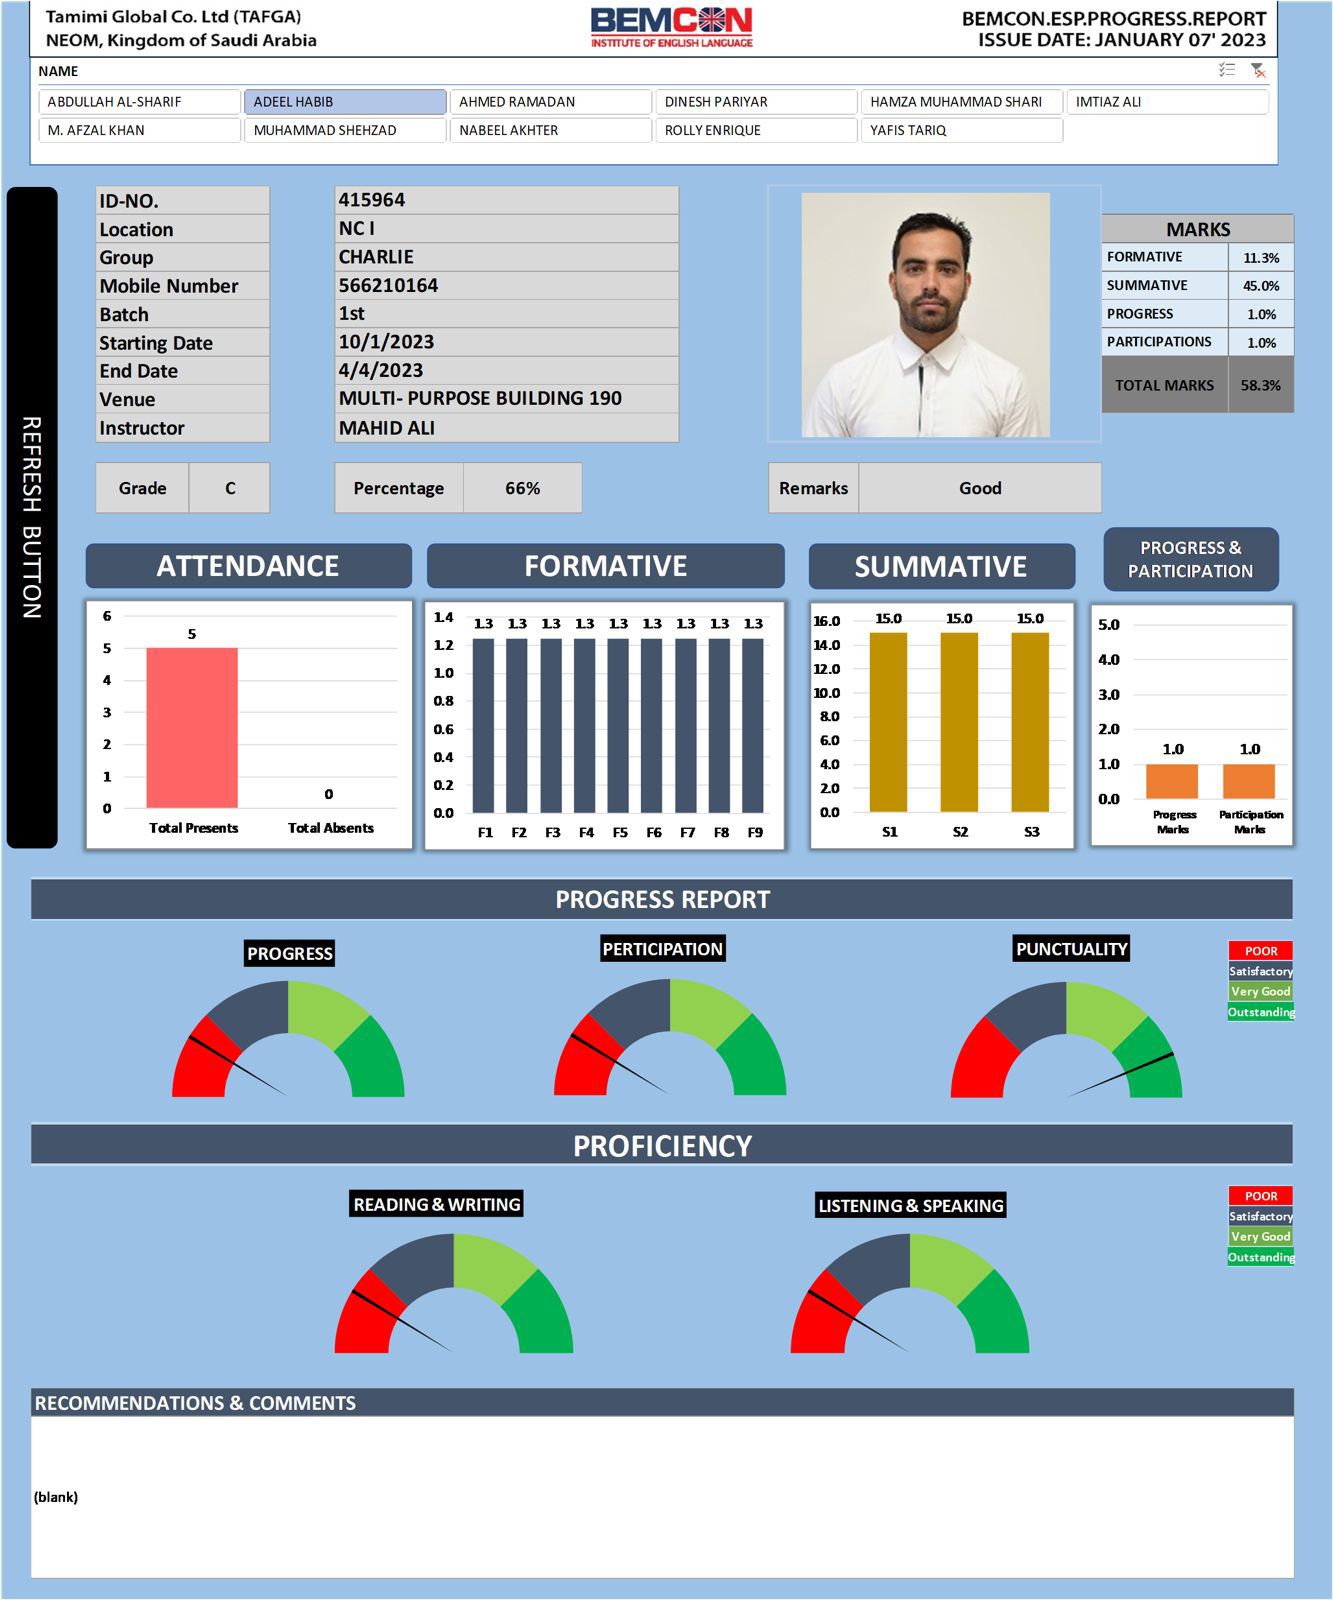 Tamimi Global Co. Ltd (TAFGA)
NEOM, Kingdom of Saudi Arabia
BEMCON
INSTITUTE OF ENGLISH LANGUAGE
BEMCON.ESP.PROGRESS.REPORT
ISSUE DATE: JANUARY 07' 2023
NAME
ABDULLAH AL-SHARIF ADEEL HABIB AHMED RAMADAN DINESH PARIYAR HAMZA MUHAMMAD SHARI IMTIAZ ALI
M. AFZAL KHAN MUHAMMAD SHEHZAD NABEEL AKHTER ROLLY ENRIQUE YAFIS TARIQ
REFRESH BUTTON
ID-NO. 415964
Location NC I
Group CHARLIE
Mobile Number 566210164
Batch 1st
Starting Date 10/1/2023
End Date 4/4/2023
Venue MULTI- PURPOSE BUILDING 190
Instructor MAHID ALI
MARKS
FORMATIVE 11.3%
SUMMATIVE 45.0%
PROGRESS 1.0%
PARTICIPATIONS 1.0%
TOTAL MARKS 58.3%
Grade C Percentage 66% Remarks Good
ATTENDANCE
6
5
4
3
2
1
0
5
0
Total Presents Total Absents
FORMATIVE
1.4
1.2
1.0
0.8
0.6
0.4
0.2
0.0
1.3 1.3 1.3 1.3 1.3 1.3 1.3 1.3 1.3
F1 F2 F3 F4 F5 F6 F7 F8 F9
SUMMATIVE
16.0
14.0
12.0
10.0
8.0
6.0
4.0
2.0
0.0
15.0 15.0 15.0
S1 S2 S3
PROGRESS &
PARTICIPATION
5.0
4.0
3.0
2.0
1.0
0.0
1.0 1.0
Progress Participation
Marks Marks
PROGRESS REPORT
PROGRESS PERTICIPATION PUNCTUALITY
POOR
Satisfactory
Very Good
Outstanding
PROFICIENCY
READING & WRITING LISTENING & SPEAKING
POOR
Satisfactory
Very Good
Outstanding
RECOMMENDATIONS & COMMENTS
(blank)